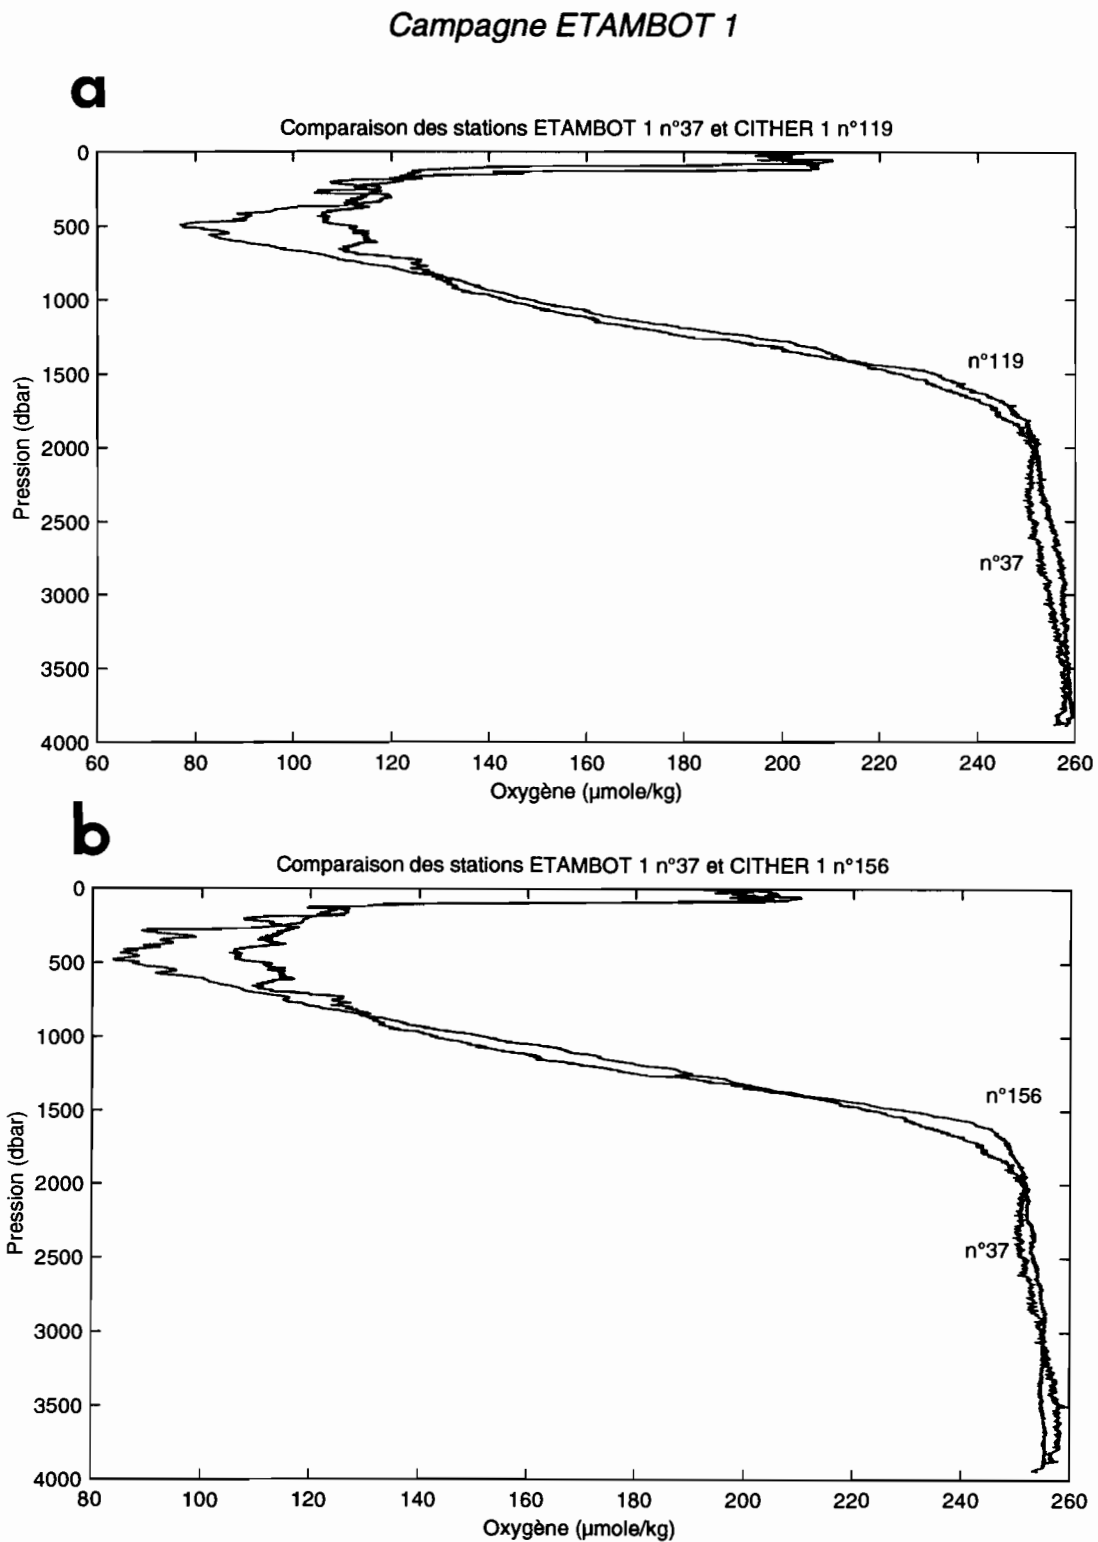 Campagne ETAMBOT 1
a
Comparaison des stations ETAMBOT 1 n°37 et CITHER 1 n°119
0
500
1000
1500
2000
2500
3000
3500
4000
Pression (dbar)
n°119
n°37
60 80 100 120 140 160 180 200 220 240 260
Oxygène (µmole/kg)
b
Comparaison des stations ETAMBOT 1 n°37 et CITHER 1 n°156
0
500
1000
1500
2000
2500
3000
3500
4000
Pression (dbar)
n°156
n°37
80 100 120 140 160 180 200 220 240 260
Oxygène (µmole/kg)